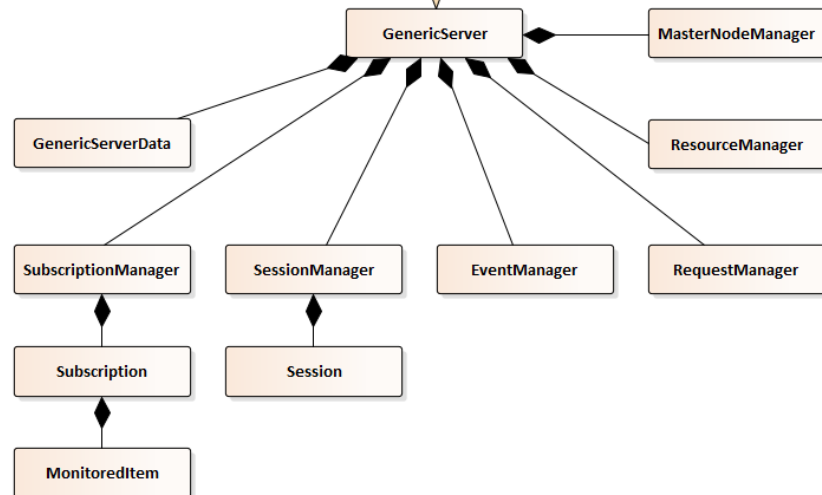 GenericServer
MasterNodeManager
GenericServerData
ResourceManager
SubscriptionManager
SessionManager
EventManager
RequestManager
Subscription
Session
MonitoredItem